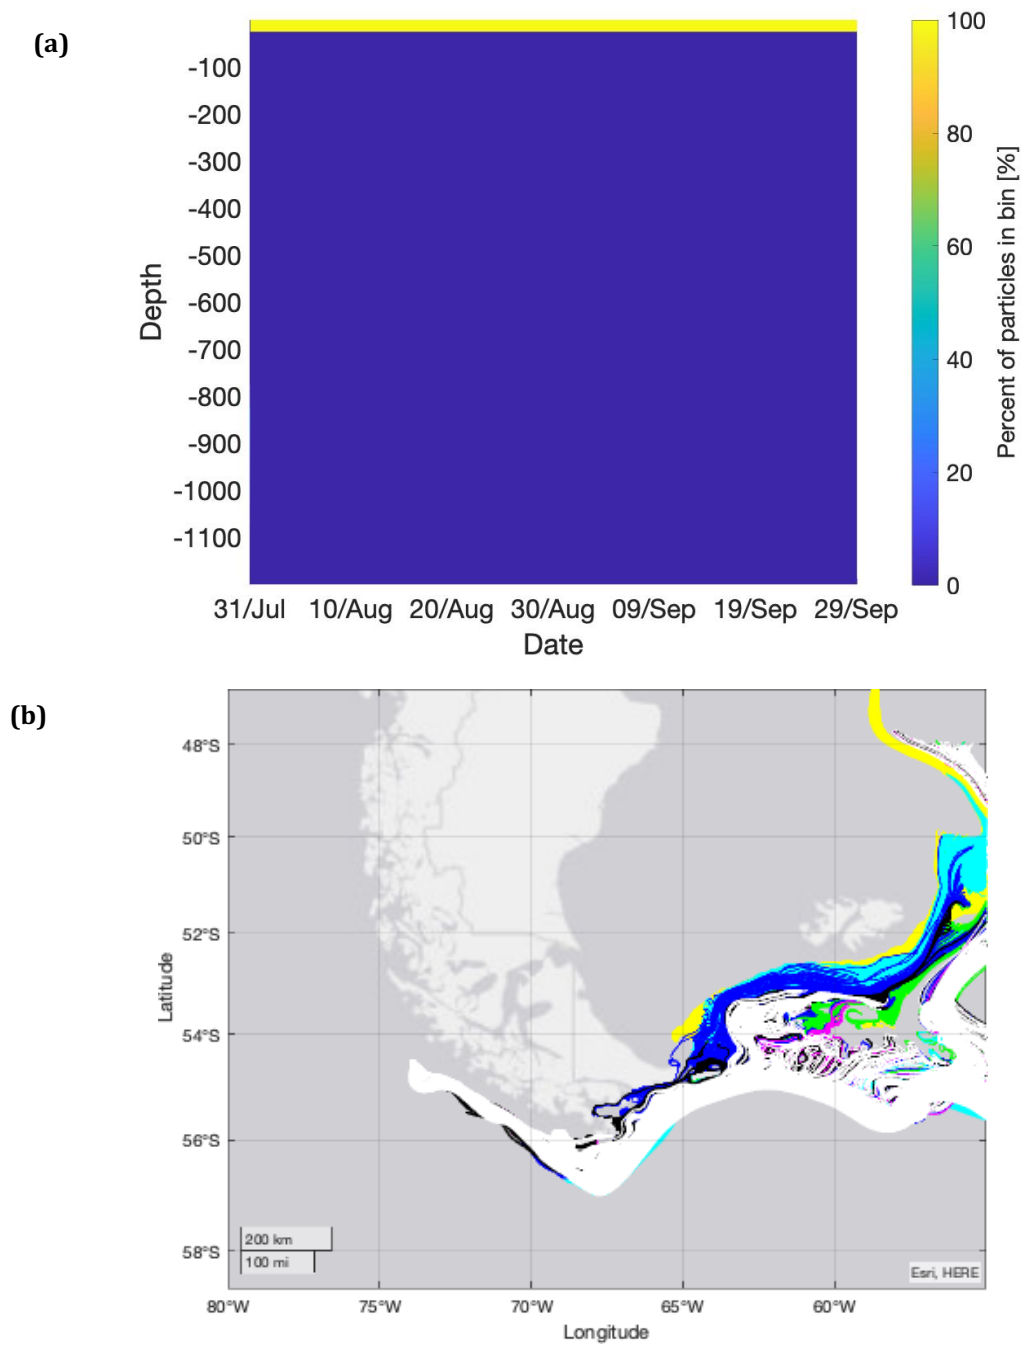 (a)
100
80
60
40
20
0
Percent of particles in bin [%]
-100
-200
-300
-400
-500
-600
-700
-800
-900
-1000
-1100
Depth
31/Jul 10/Aug 20/Aug 30/Aug 09/Sep 19/Sep 29/Sep
Date
(b)
48°S
50°S
52°S
54°S
56°S
58°S
Latitude
200 km
100 mi
Esri, HERE
80°W 75°W 70°W 65°W 60°W
Longitude